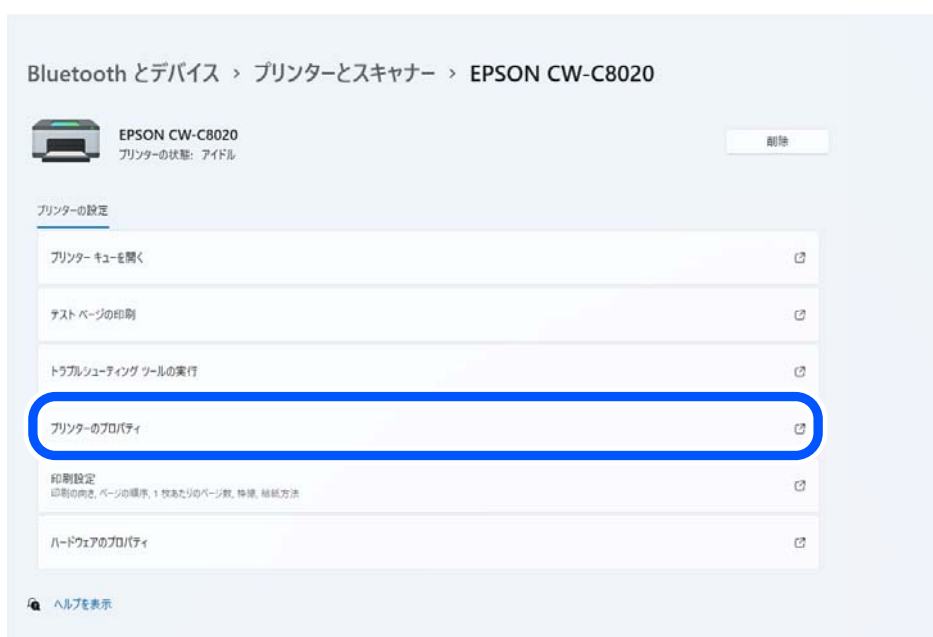 Bluetooth とデバイス › プリンターとスキャナー › EPSON CW-C8020
EPSON CW-C8020
プリンターの状態: アイドル
削除
プリンターの設定
プリンター キューを開く
テスト ページの印刷
トラブルシューティング ツールの実行
プリンターのプロパティ
印刷設定
印刷の向き, ページの順序, 1 枚あたりのページ数, 枠線, 給紙方法
ハードウェアのプロパティ
ヘルプを表示